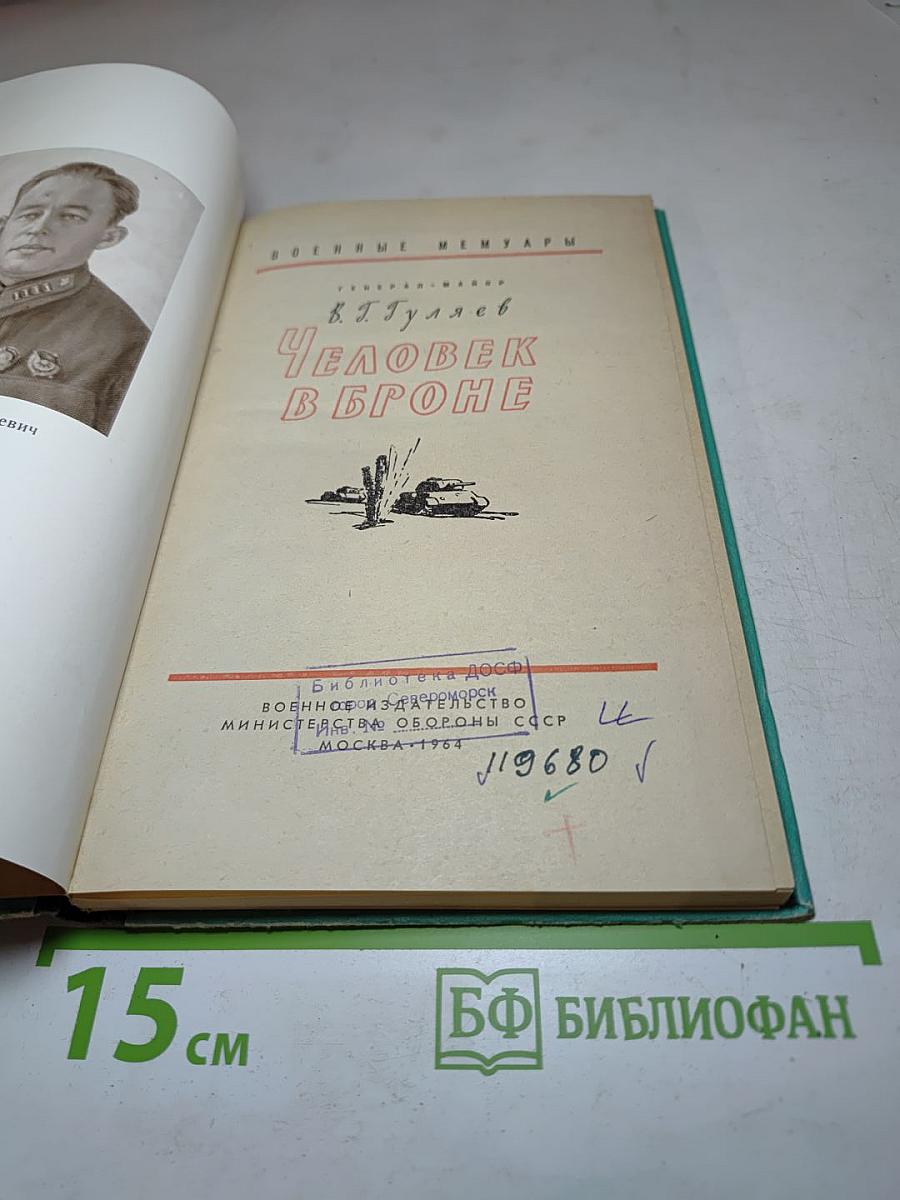 евич
ВОЕННЫЕ МЕМУАРЫ
ГЕНЕРАЛ-МАЙОР
В. Г. Гуляев
ЧЕЛОВЕК
В БРОНЕ
Библиотека ДОСФ
Североморск
Инв. №
ВОЕННОЕ ИЗДАТЕЛЬСТВО
МИНИСТЕРСТВА ОБОРОНЫ СССР
МОСКВА · 1964
119680
15 см
БФ БИБЛИОФАН